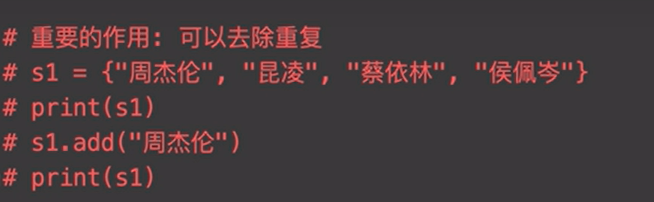 # 重要的作用: 可以去除重复
# s1 = {"周杰伦", "昆凌", "蔡依林", "侯佩岑"}
# print(s1)
# s1.add("周杰伦")
# print(s1)